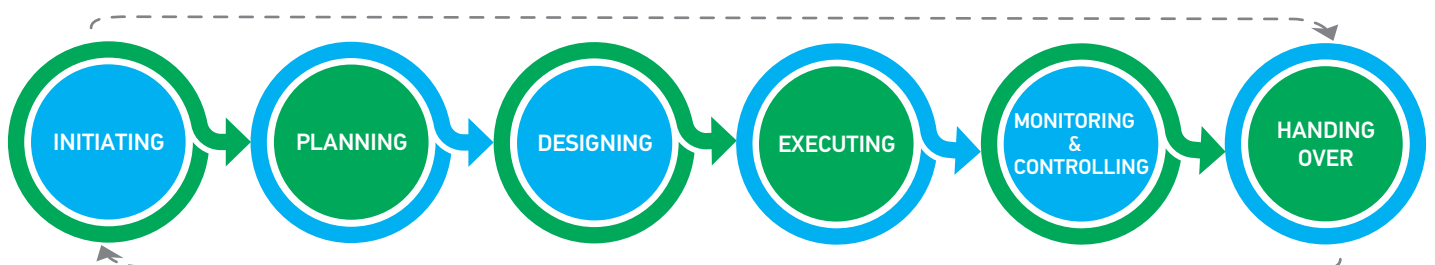 INITIATING
PLANNING
DESIGNING
EXECUTING
MONITORING
&
CONTROLLING
HANDING
OVER